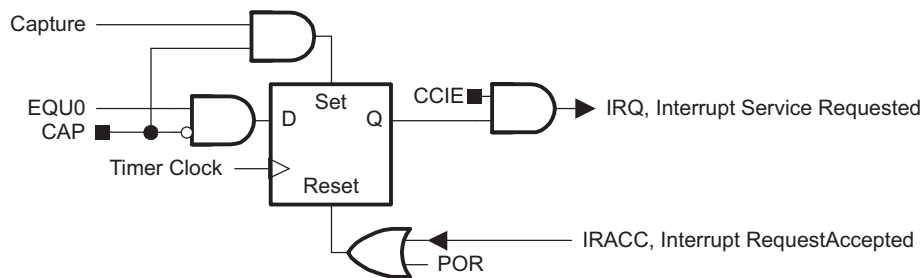 Capture
Set
CCIE
IRQ, Interrupt Service Requested
EQU0
D
Q
CAP
Timer Clock
Reset
IRACC, Interrupt RequestAccepted
POR